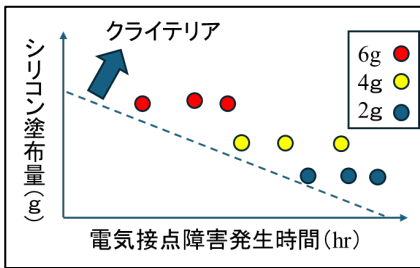 クライテリア
6g
4g
2g
シリコン塗布量(g)
電気接点障害発生時間(hr)